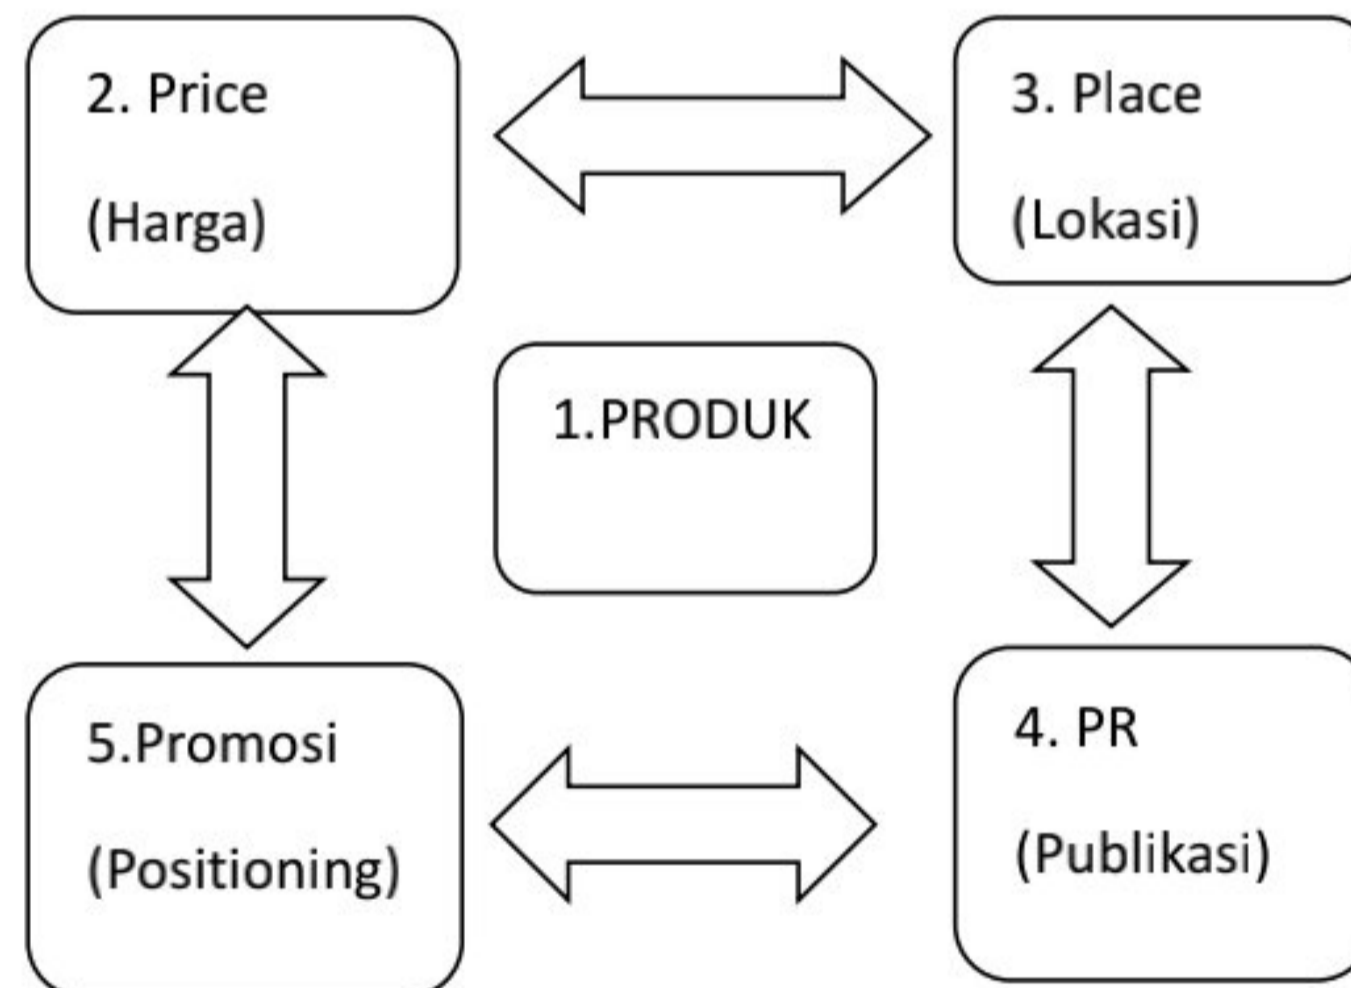 2. Price
(Harga)
3. Place
(Lokasi)
1.PRODUK
5.Promosi
(Positioning)
4. PR
(Publikasi)